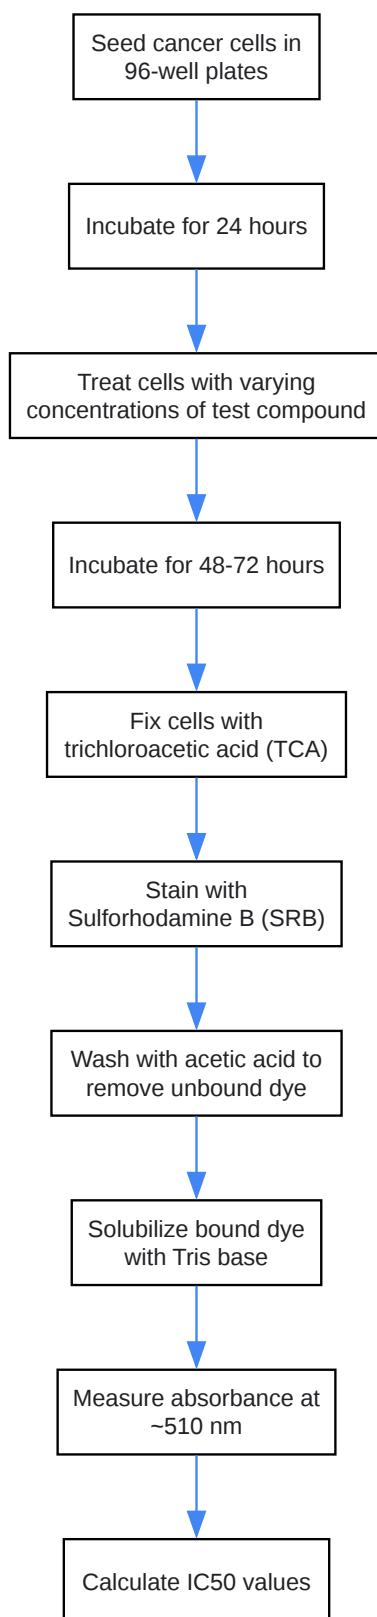 Seed cancer cells in
96-well plates
Incubate for 24 hours
Treat cells with varying
concentrations of test compound
Incubate for 48-72 hours
Fix cells with
trichloroacetic acid (TCA)
Stain with
Sulforhodamine B (SRB)
Wash with acetic acid to
remove unbound dye
Solubilize bound dye
with Tris base
Measure absorbance at
~510 nm
Calculate IC50 values